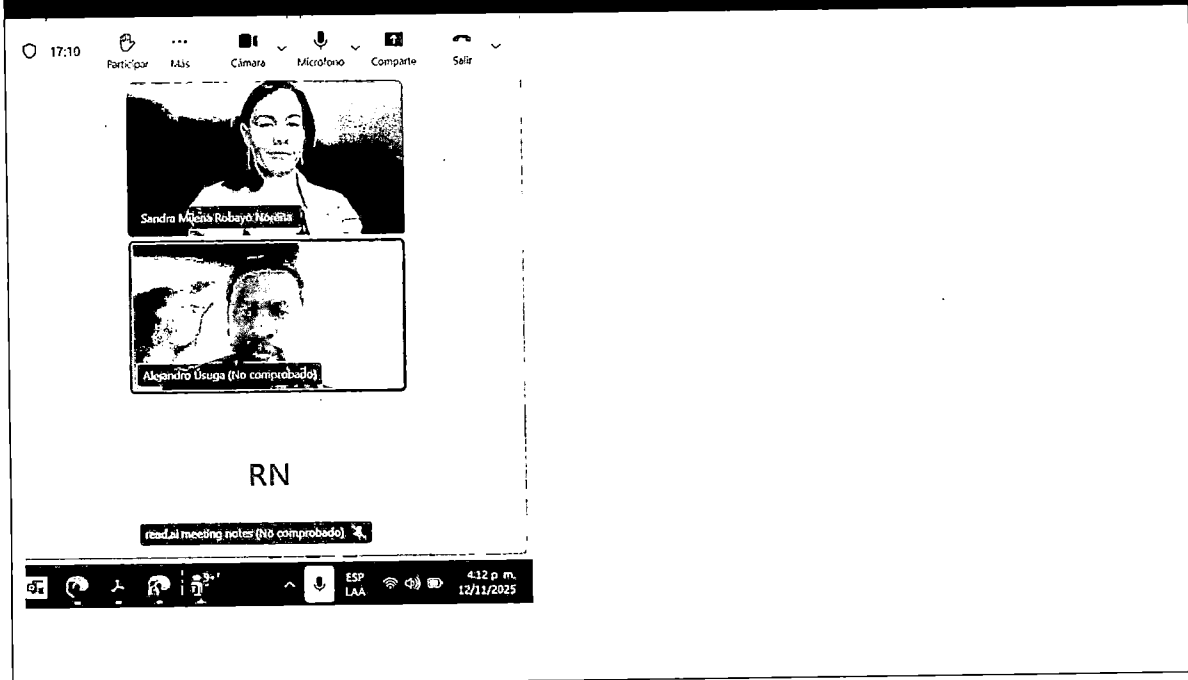 17:10
Participar Más Cámara Micrófono Comparte Salir
Sandra Milena Robayo Noreña
Alejandro Úsuga (No comprobado)
RN
read.ai meeting notes (No comprobado)
ESP
LAA
4:12 p. m.
12/11/2025